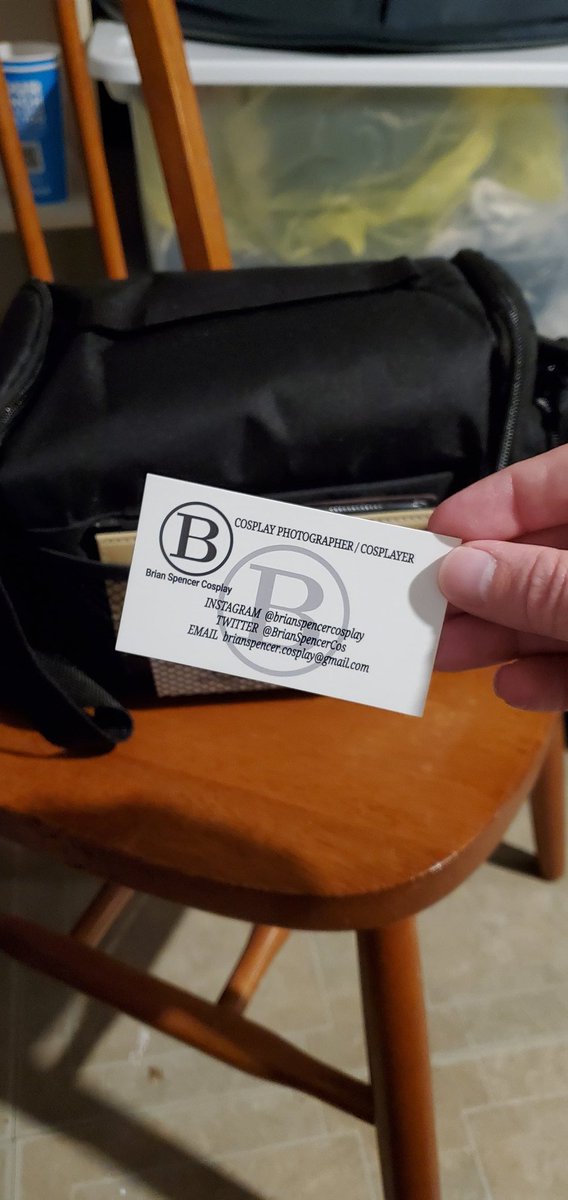 B
COSPLAY PHOTOGRAPHER / COSPLAYER
Brian Spencer Cosplay
B
INSTAGRAM @brianspencercosplay
TWITTER @BrianSpencerCos
EMAIL brianspencer.cosplay@gmail.com